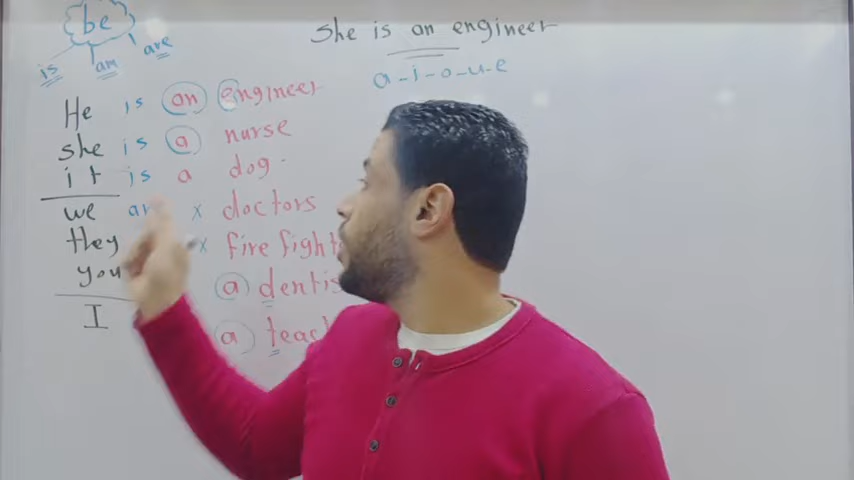 be
is am are
She is an engineer
a-i-o-u-e
He is an engineer
she is a nurse
it is a dog.
we x doctors
they x
you a
I a